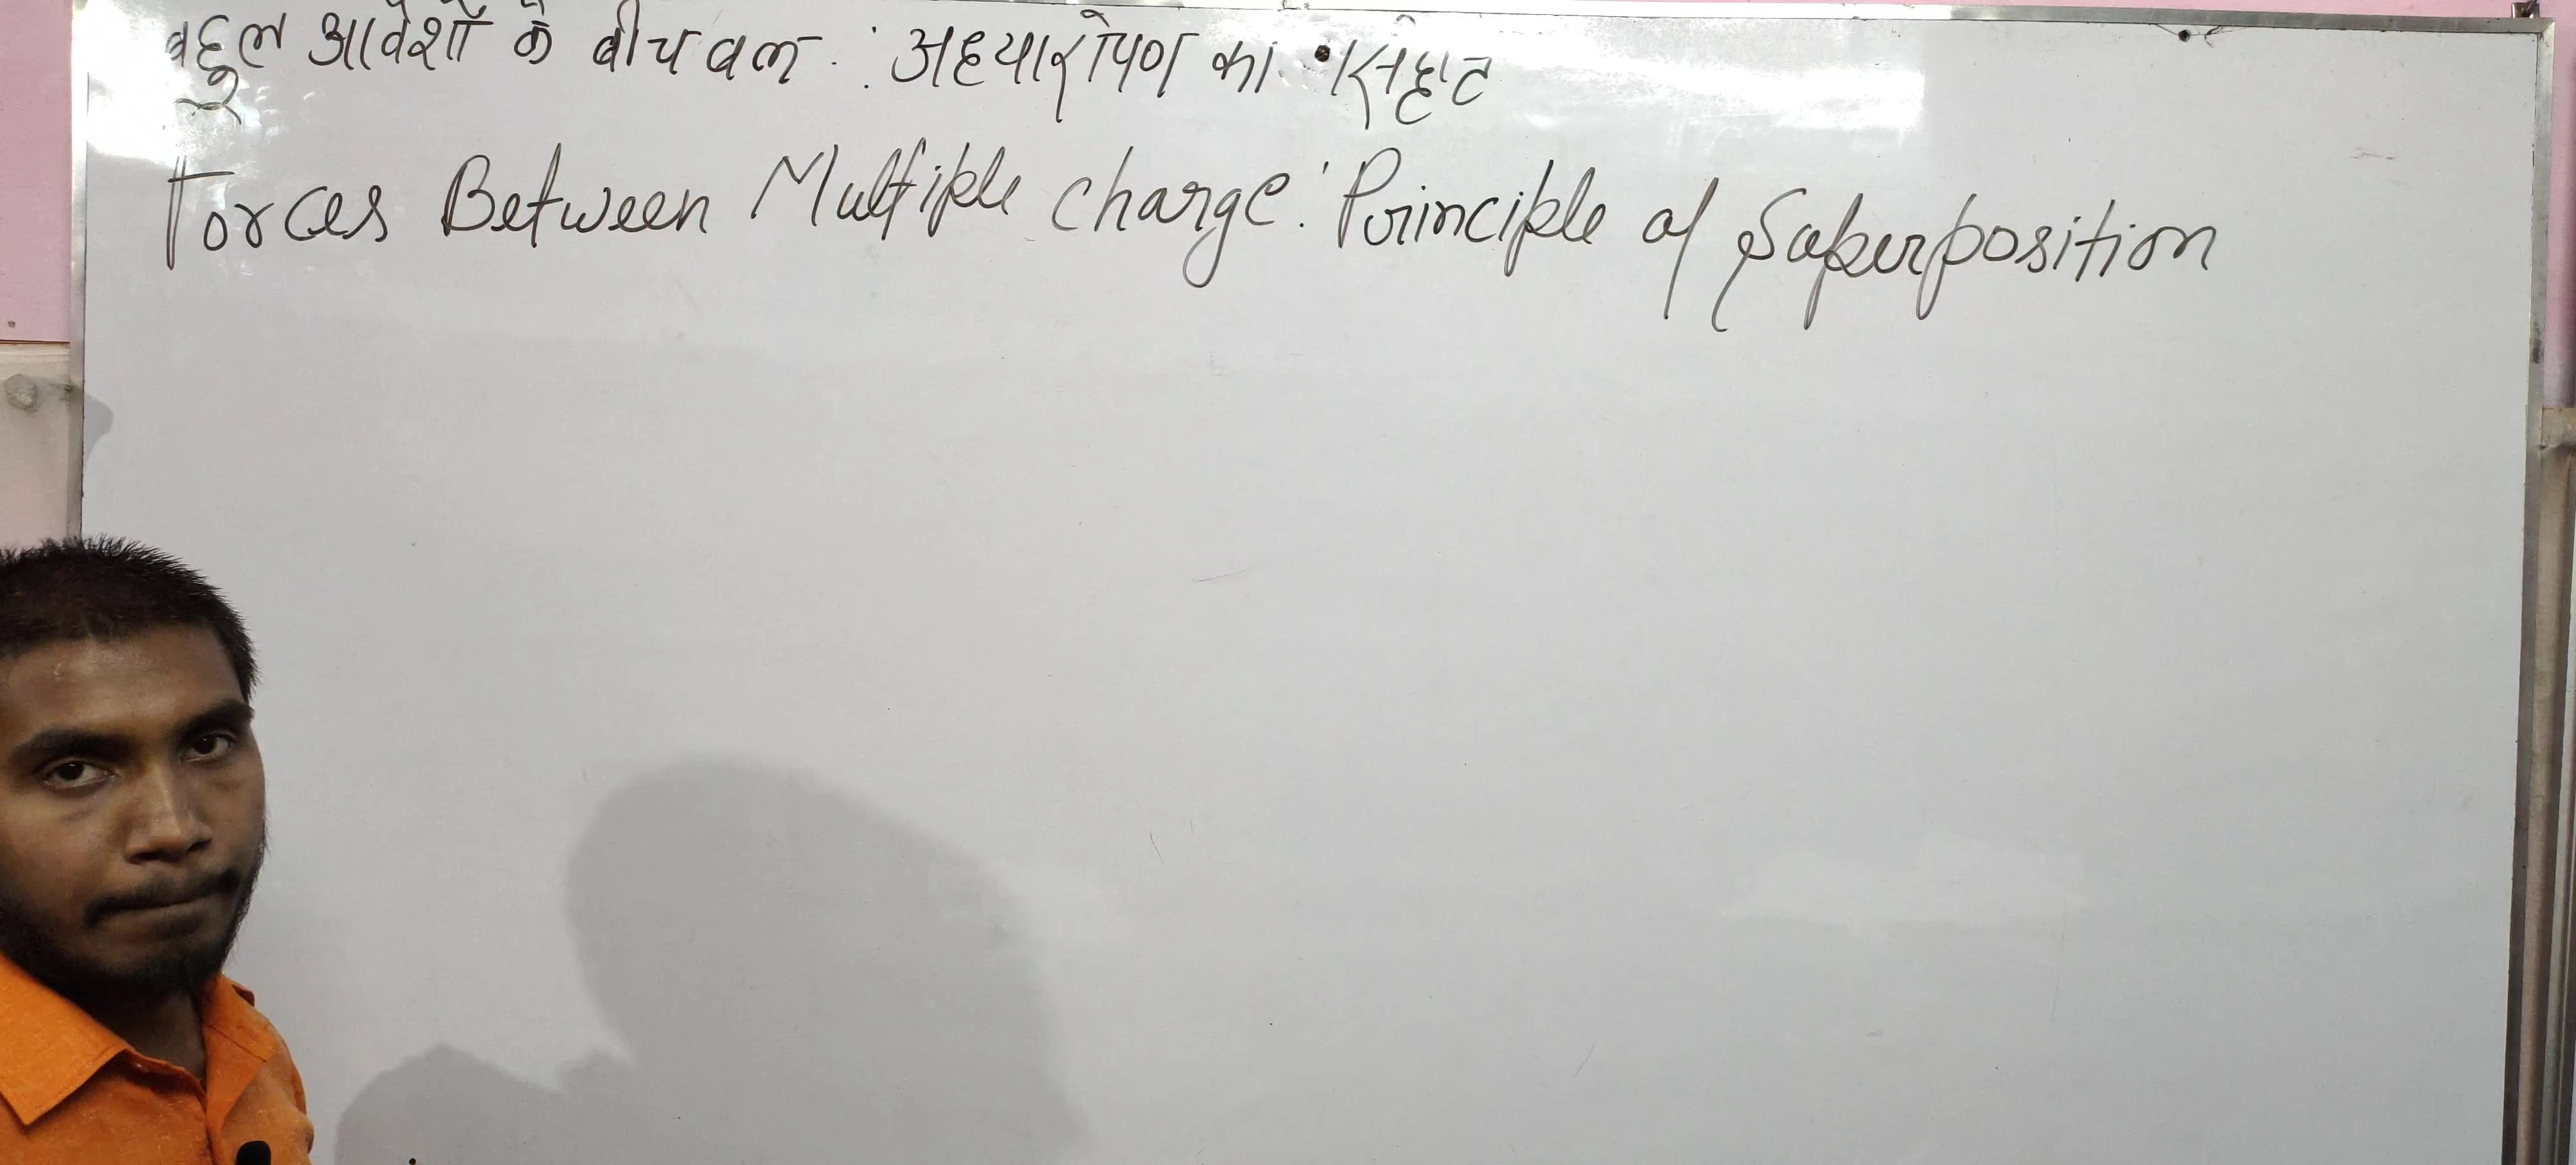 बहुल आवेशों के बीच बल : अध्यारोपण का
Forces Between Multiple charge : Principle of Superposition